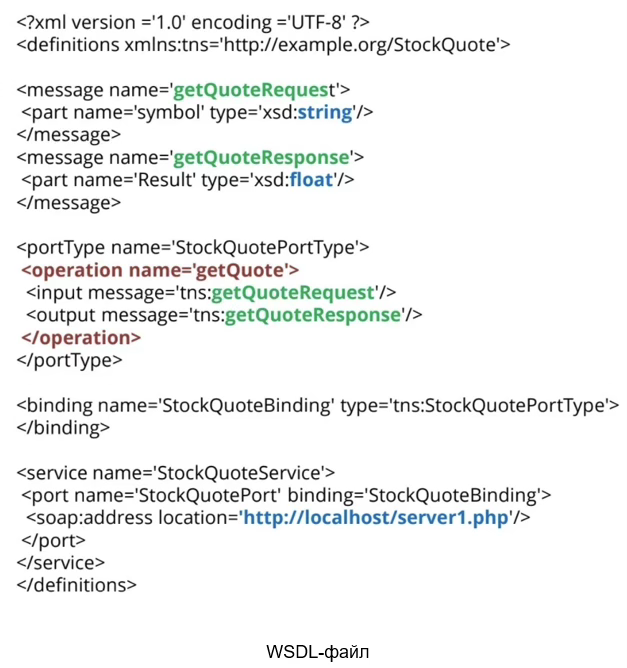 <?xml version ='1.0' encoding ='UTF-8' ?>
<definitions xmlns:tns='http://example.org/StockQuote'>
<message name='getQuoteRequest'>
<part name='symbol' type='xsd:string'/>
</message>
<message name='getQuoteResponse'>
<part name='Result' type='xsd:float'/>
</message>
<portType name='StockQuotePortType'>
<operation name='getQuote'>
<input message='tns:getQuoteRequest'/>
<output message='tns:getQuoteResponse'/>
</operation>
</portType>
<binding name='StockQuoteBinding' type='tns:StockQuotePortType'>
</binding>
<service name='StockQuoteService'>
<port name='StockQuotePort' binding='StockQuoteBinding'>
<soap:address location='http://localhost/server1.php'/>
</port>
</service>
</definitions>
WSDL-файл